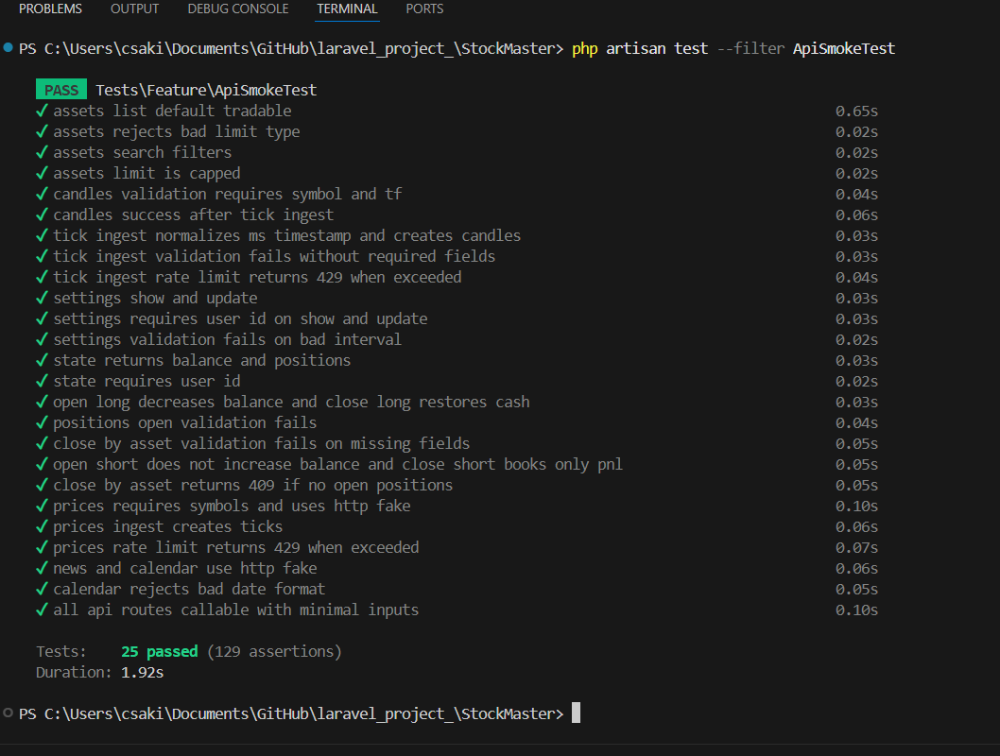 PROBLEMS OUTPUT DEBUG CONSOLE TERMINAL PORTS
PS C:\Users\csaki\Documents\GitHub\laravel_project_\StockMaster> php artisan test --filter ApiSmokeTest
PASS Tests\Feature\ApiSmokeTest
✓ assets list default tradable 0.65s
✓ assets rejects bad limit type 0.02s
✓ assets search filters 0.02s
✓ assets limit is capped 0.02s
✓ candles validation requires symbol and tf 0.04s
✓ candles success after tick ingest 0.06s
✓ tick ingest normalizes ms timestamp and creates candles 0.03s
✓ tick ingest validation fails without required fields 0.03s
✓ tick ingest rate limit returns 429 when exceeded 0.04s
✓ settings show and update 0.03s
✓ settings requires user id on show and update 0.03s
✓ settings validation fails on bad interval 0.02s
✓ state returns balance and positions 0.03s
✓ state requires user id 0.02s
✓ open long decreases balance and close long restores cash 0.03s
✓ positions open validation fails 0.04s
✓ close by asset validation fails on missing fields 0.05s
✓ open short does not increase balance and close short books only pnl 0.05s
✓ close by asset returns 409 if no open positions 0.05s
✓ prices requires symbols and uses http fake 0.10s
✓ prices ingest creates ticks 0.06s
✓ prices rate limit returns 429 when exceeded 0.07s
✓ news and calendar use http fake 0.06s
✓ calendar rejects bad date format 0.05s
✓ all api routes callable with minimal inputs 0.10s
Tests: 25 passed (129 assertions)
Duration: 1.92s
PS C:\Users\csaki\Documents\GitHub\laravel_project_\StockMaster>